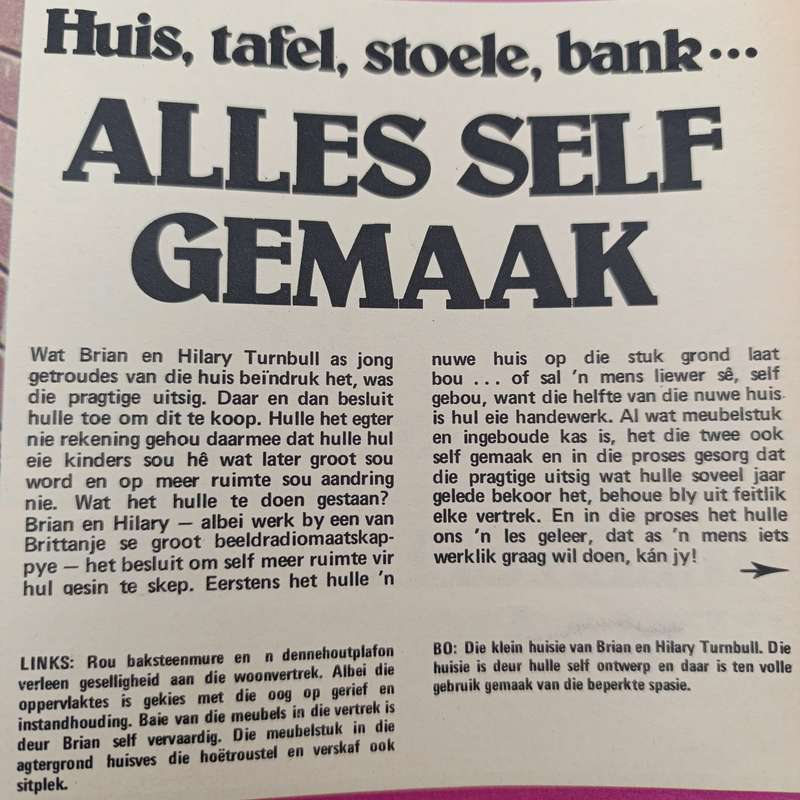 Huis, tafel, stoele, bank...
ALLES SELF
GEMAAK
Wat Brian en Hilary Turnbull as jong
getroudes van die huis beïndruk het, was
die pragtige uitsig. Daar en dan besluit
hulle toe om dit te koop. Hulle het egter
nie rekening gehou daarmee dat hulle hul
eie kinders sou hê wat later groot sou
word en op meer ruimte sou aandring
nie. Wat het hulle te doen gestaan?
Brian en Hilary — albei werk by een van
Brittanje se groot beeldradiomaatskap-
pye — het besluit om self meer ruimte vir
hul gesin te skep. Eerstens het hulle 'n
nuwe huis op die stuk grond laat
bou ... of sal 'n mens liewer sê, self
gebou, want die helfte van die nuwe huis
is hul eie handewerk. Al wat meubelstuk
en ingeboude kas is, het die twee ook
self gemaak en in die proses gesorg dat
die pragtige uitsig wat hulle soveel jaar
gelede bekoor het, behoue bly uit feitlik
elke vertrek. En in die proses het hulle
ons 'n les geleer, dat as 'n mens iets
werklik graag wil doen, kán jy!
LINKS: Rou baksteenmure en n dennehoutplafon
verleen geselligheid aan die woonvertrek. Albei die
oppervlaktes is gekies met die oog op gerief en
instandhouding. Baie van die meubels in die vertrek is
deur Brian self vervaardig. Die meubelstuk in die
agtergrond huisves die hoëtroustel en verskaf ook
sitplek.
BO: Die klein huisie van Brian en Hilary Turnbull. Die
huisie is deur hulle self ontwerp en daar is ten volle
gebruik gemaak van die beperkte spasie.